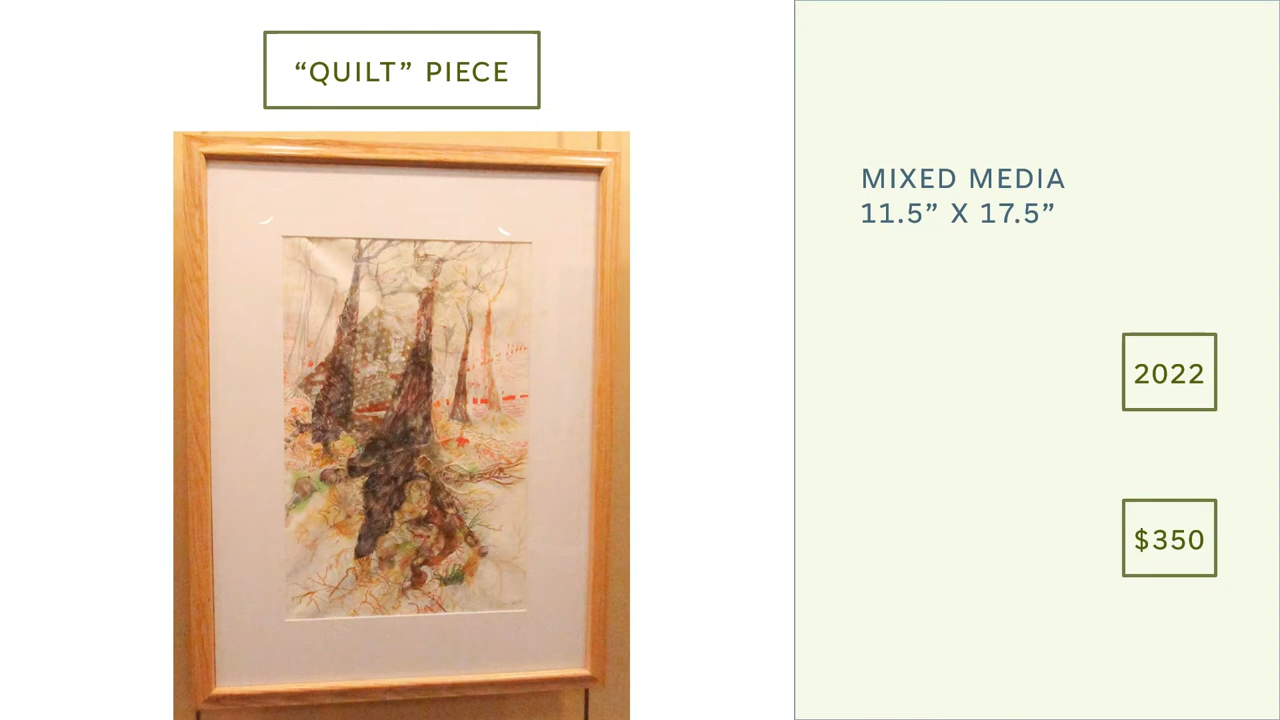 “QUILT” PIECE
MIXED MEDIA
11.5” X 17.5”
2022
$350